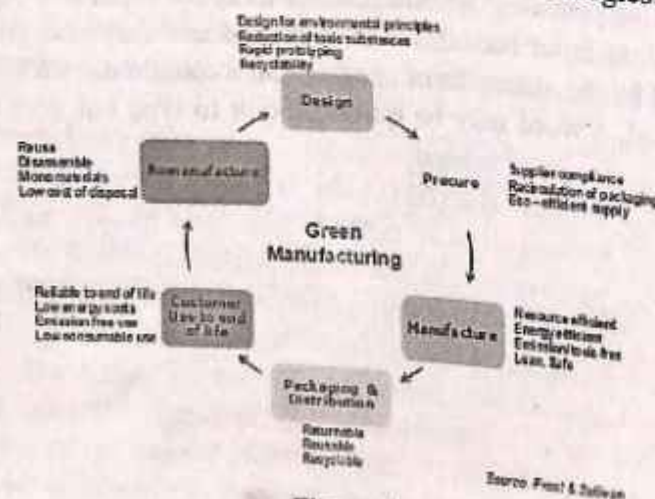 Design for environmental principles
Reduction of toxic substances
Rapid prototyping
Recyclability
Design
Procure
Supplier compliance
Recirculation of packaging
Eco-efficient supply
Manufacture
Resource efficient
Energy efficient
Emission/toxic free
Lean, Safe
Packaging &
Distribution
Returnable
Reusable
Recyclable
Customer
Use to end
of life
Reliable to end of life
Low energy costs
Emission free use
Low consumable use
Remanufacture
Reuse
Disassemble
Mono materials
Low cost of disposal
Green
Manufacturing
Source: Frost & Sullivan